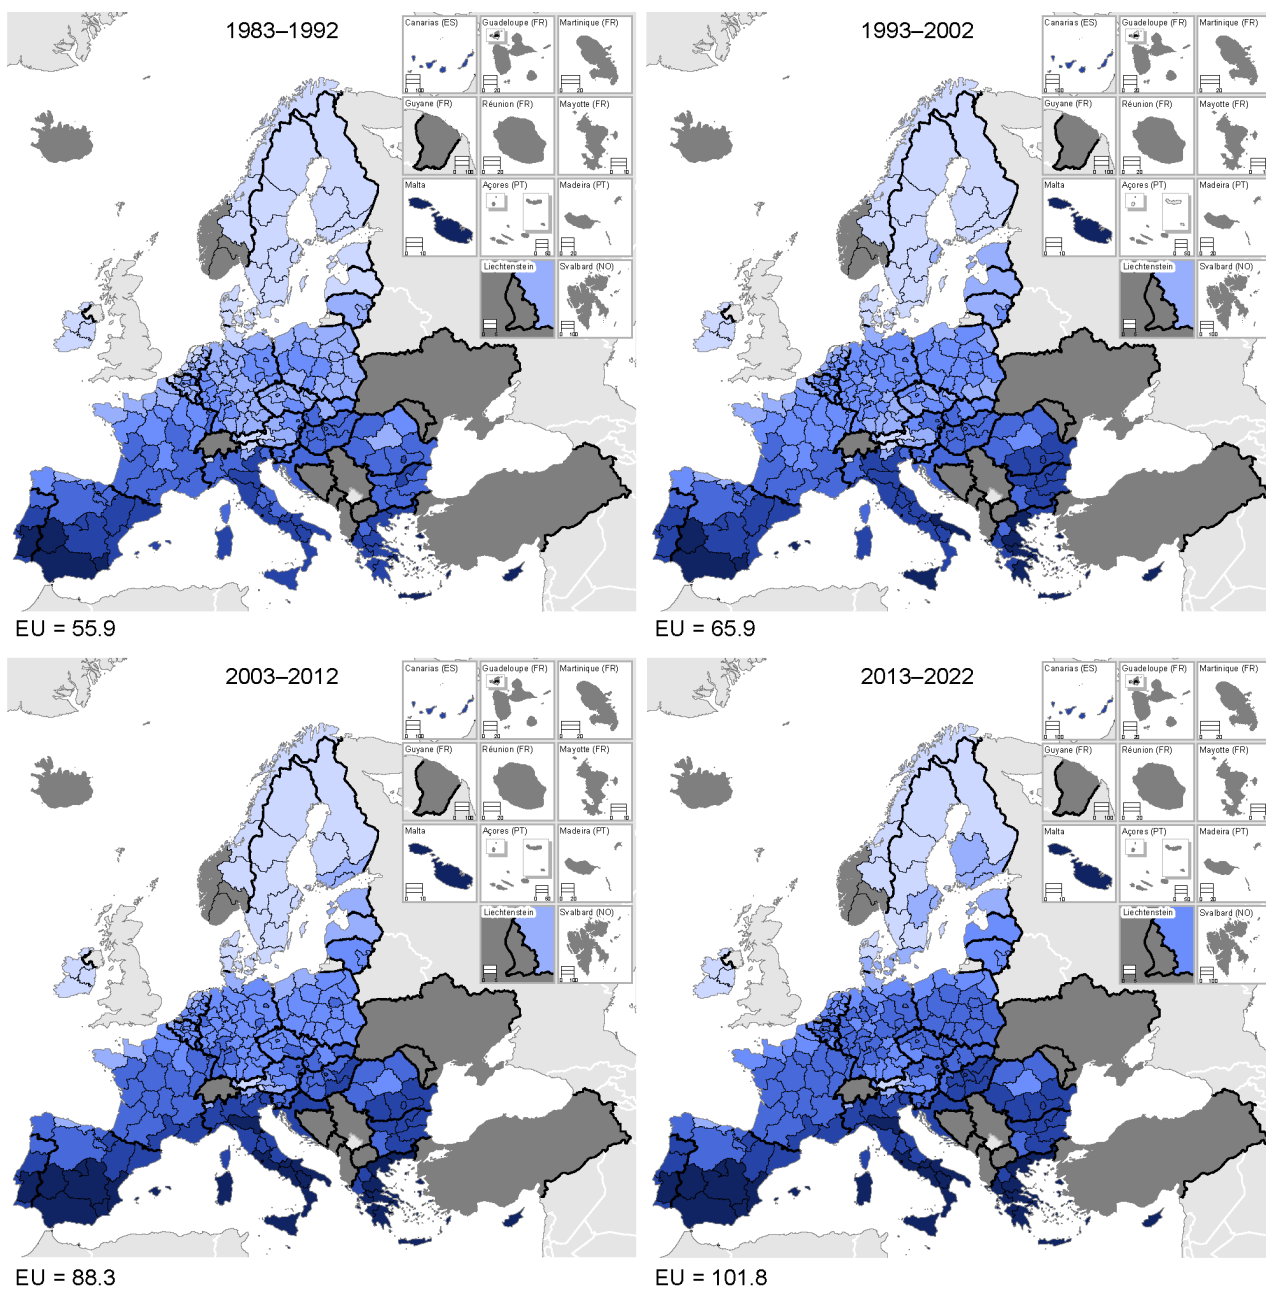 1983–1992
Canarias (ES)
Guadeloupe (FR)
Martinique (FR)
Guyane (FR)
Réunion (FR)
Mayotte (FR)
Malta
Açores (PT)
Madeira (PT)
Liechtenstein
Svalbard (NO)
EU = 55.9
1993–2002
Canarias (ES)
Guadeloupe (FR)
Martinique (FR)
Guyane (FR)
Réunion (FR)
Mayotte (FR)
Malta
Açores (PT)
Madeira (PT)
Liechtenstein
Svalbard (NO)
EU = 65.9
2003–2012
Canarias (ES)
Guadeloupe (FR)
Martinique (FR)
Guyane (FR)
Réunion (FR)
Mayotte (FR)
Malta
Açores (PT)
Madeira (PT)
Liechtenstein
Svalbard (NO)
EU = 88.3
2013–2022
Canarias (ES)
Guadeloupe (FR)
Martinique (FR)
Guyane (FR)
Réunion (FR)
Mayotte (FR)
Malta
Açores (PT)
Madeira (PT)
Liechtenstein
Svalbard (NO)
EU = 101.8